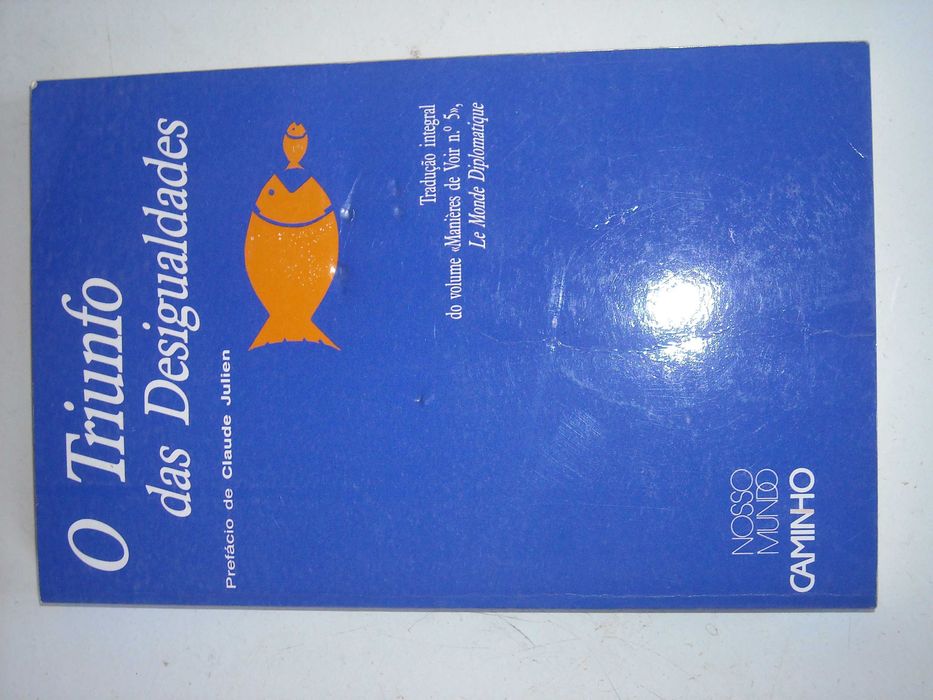 O Triunfo
das Desigualdades
Prefácio de Claude Julien
Tradução integral
do volume «Manières de Voir n.º 5»,
Le Monde Diplomatique
NOSSO
MUNDO
CAMINHO